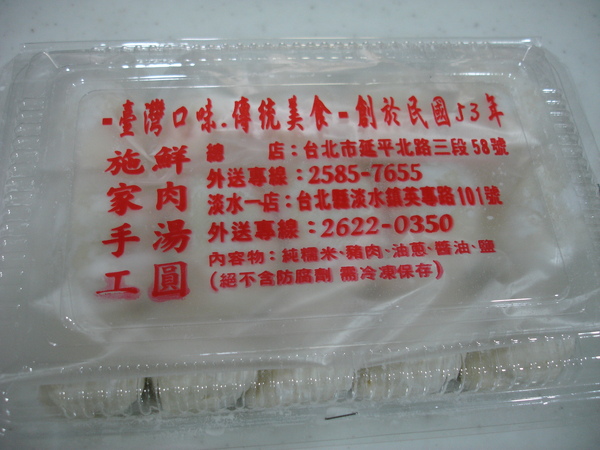 -臺灣口味.傳統美食-創於民國53年
施家手工
鮮肉湯圓
總店:台北市延平北路三段58號
外送專線:2585-7655
淡水一店:台北縣淡水鎮英專路101號
外送專線:2622-0350
內容物:純糯米、豬肉、油蔥、醬油、鹽
(絕不含防腐劑 需冷凍保存)